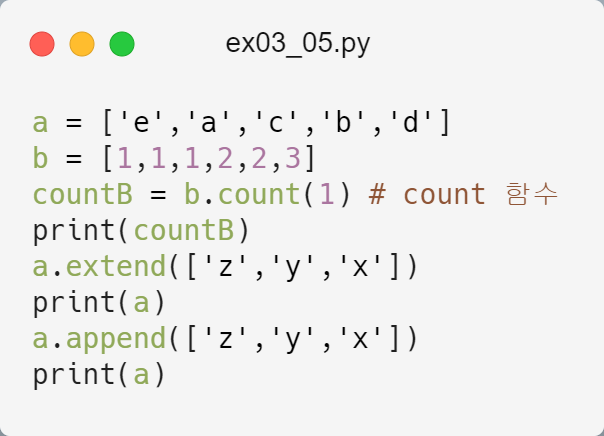 ex03_05.py
a = ['e','a','c','b','d']
b = [1,1,1,2,2,3]
countB = b.count(1) # count 함수
print(countB)
a.extend(['z','y','x'])
print(a)
a.append(['z','y','x'])
print(a)